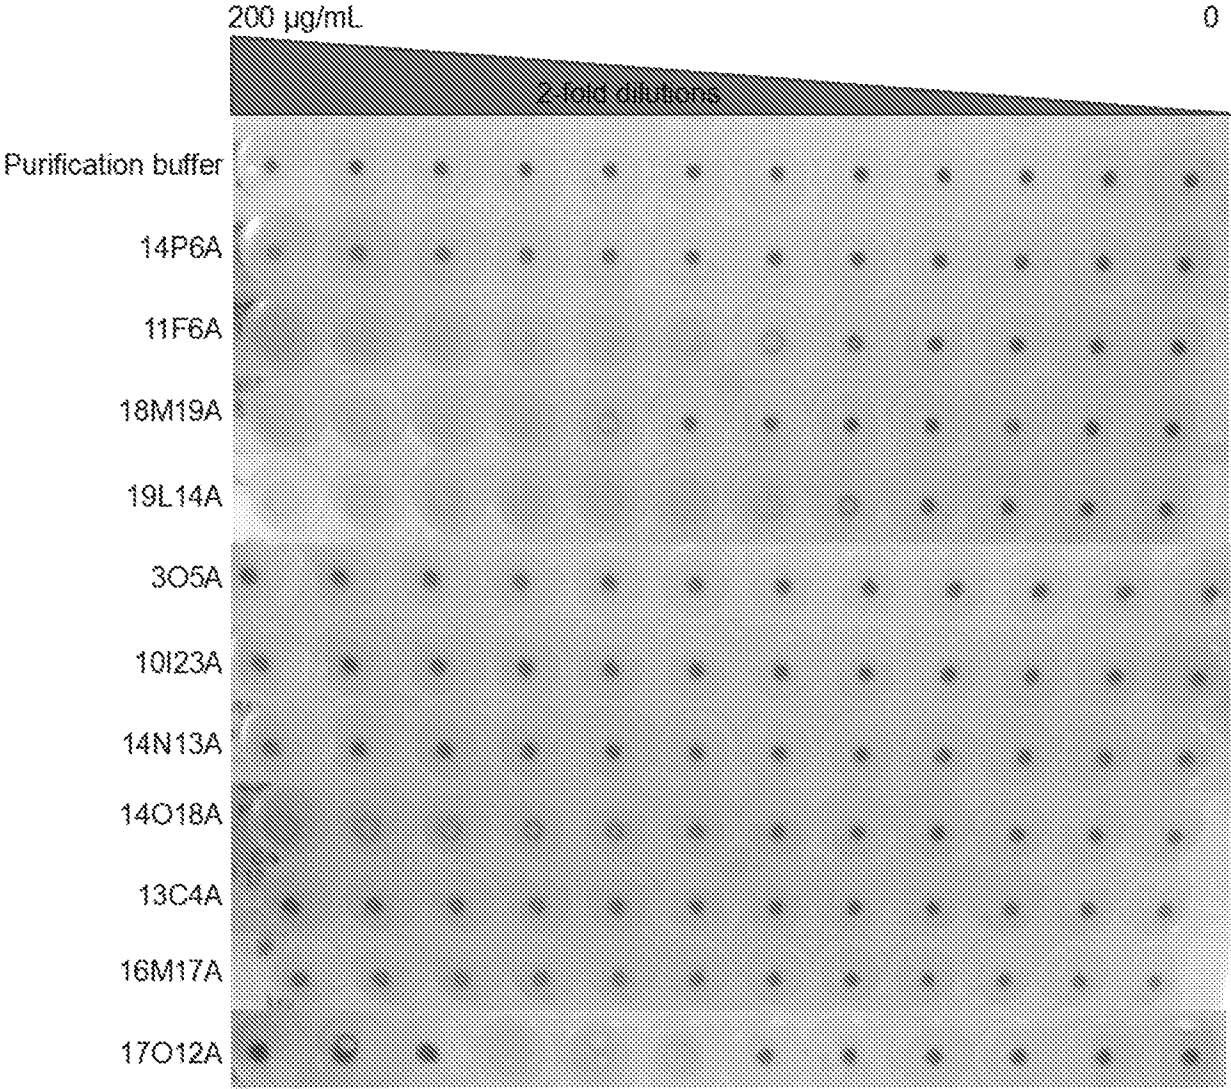 200 µg/mL 0
2-fold dilutions
Purification buffer
14P6A
11F6A
18M19A
19L14A
3O5A
10I23A
14N13A
14O18A
13C4A
16M17A
17O12A